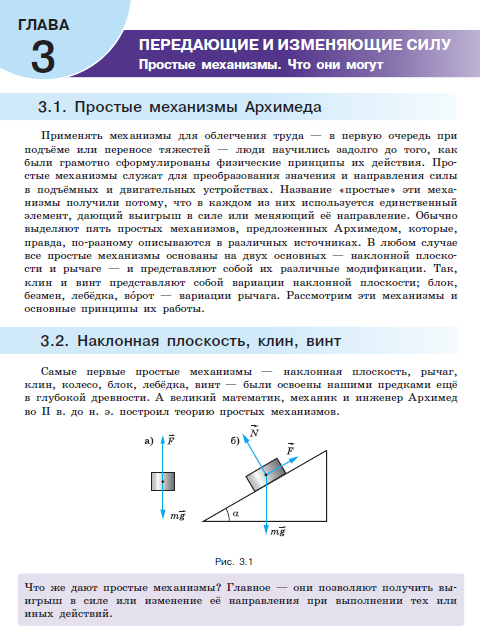 ГЛАВА
3
ПЕРЕДАЮЩИЕ И ИЗМЕНЯЮЩИЕ СИЛУ
Простые механизмы. Что они могут
3.1. Простые механизмы Архимеда
Применять механизмы для облегчения труда — в первую очередь при
подъёме или переносе тяжестей — люди научились задолго до того, как
были грамотно сформулированы физические принципы их действия. Про-
стые механизмы служат для преобразования значения и направления силы
в подъёмных и двигательных устройствах. Название «простые» эти меха-
низмы получили потому, что в каждом из них используется единственный
элемент, дающий выигрыш в силе или меняющий её направление. Обычно
выделяют пять простых механизмов, предложенных Архимедом, которые,
правда, по-разному описываются в различных источниках. В любом случае
все простые механизмы основаны на двух основных — наклонной плоско-
сти и рычаге — и представляют собой их различные модификации. Так,
клин и винт представляют собой вариации наклонной плоскости; блок,
безмен, лебёдка, во́рот — вариации рычага. Рассмотрим эти механизмы и
основные принципы их работы.
3.2. Наклонная плоскость, клин, винт
Самые первые простые механизмы — наклонная плоскость, рычаг,
клин, колесо, блок, лебёдка, винт — были освоены нашими предками ещё
в глубокой древности. А великий математик, механик и инженер Архимед
во II в. до н. э. построил теорию простых механизмов.
а) F⃗ б) N⃗ F⃗
α
mg⃗ mg⃗
Рис. 3.1
Что же дают простые механизмы? Главное — они позволяют получить вы-
игрыш в силе или изменение её направления при выполнении тех или
иных действий.